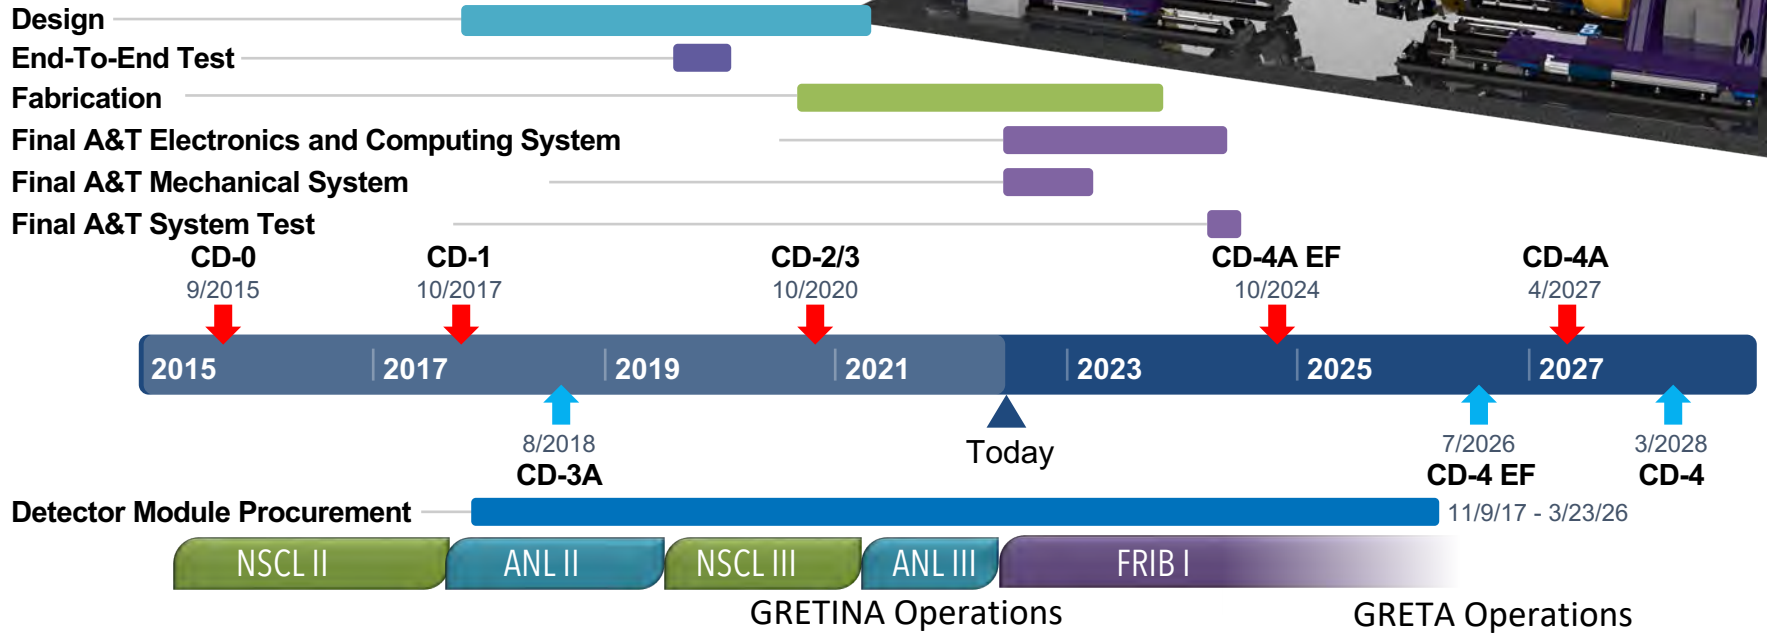 Design
End-To-End Test
Fabrication
Final A&T Electronics and Computing System
Final A&T Mechanical System
Final A&T System Test
CD-0 CD-1 CD-2/3 CD-4A EF CD-4A
9/2015 10/2017 10/2020 10/2024 4/2027
2015 2017 2019 2021 2023 2025 2027
8/2018 Today 7/2026 3/2028
CD-3A CD-4 EF CD-4
Detector Module Procurement 11/9/17 - 3/23/26
NSCL II ANL II NSCL III ANL III FRIB I
GRETINA Operations GRETA Operations